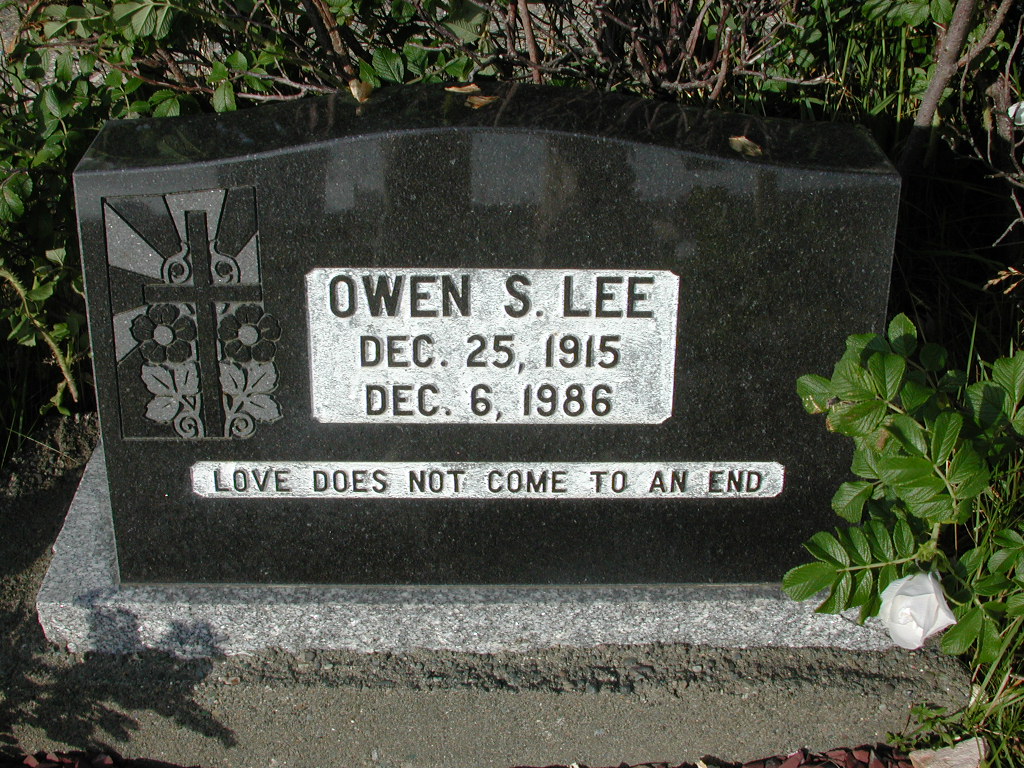 OWEN S. LEE
DEC. 25, 1915
DEC. 6, 1986
LOVE DOES NOT COME TO AN END